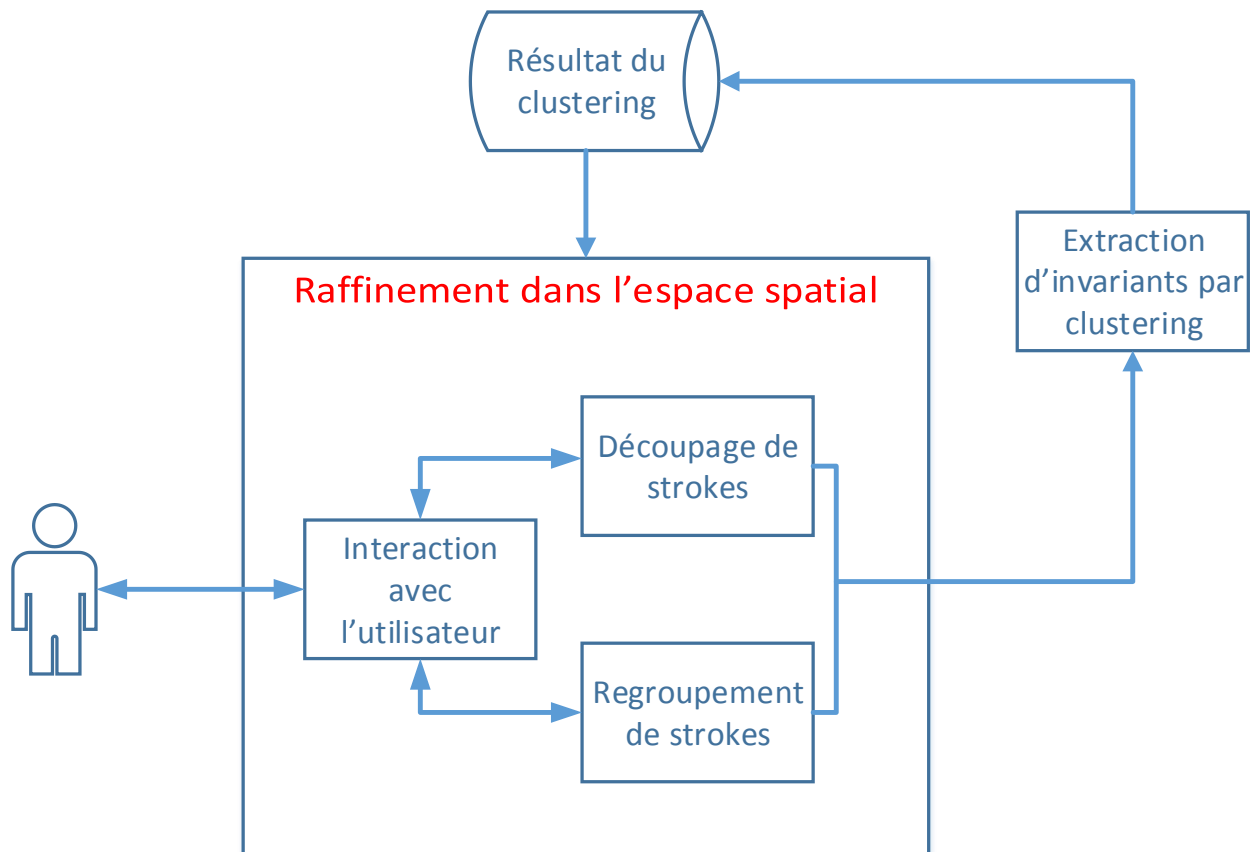 Résultat du
clustering
Extraction
d’invariants par
clustering
Raffinement dans l’espace spatial
Découpage de
strokes
Interaction
avec
l’utilisateur
Regroupement
de strokes